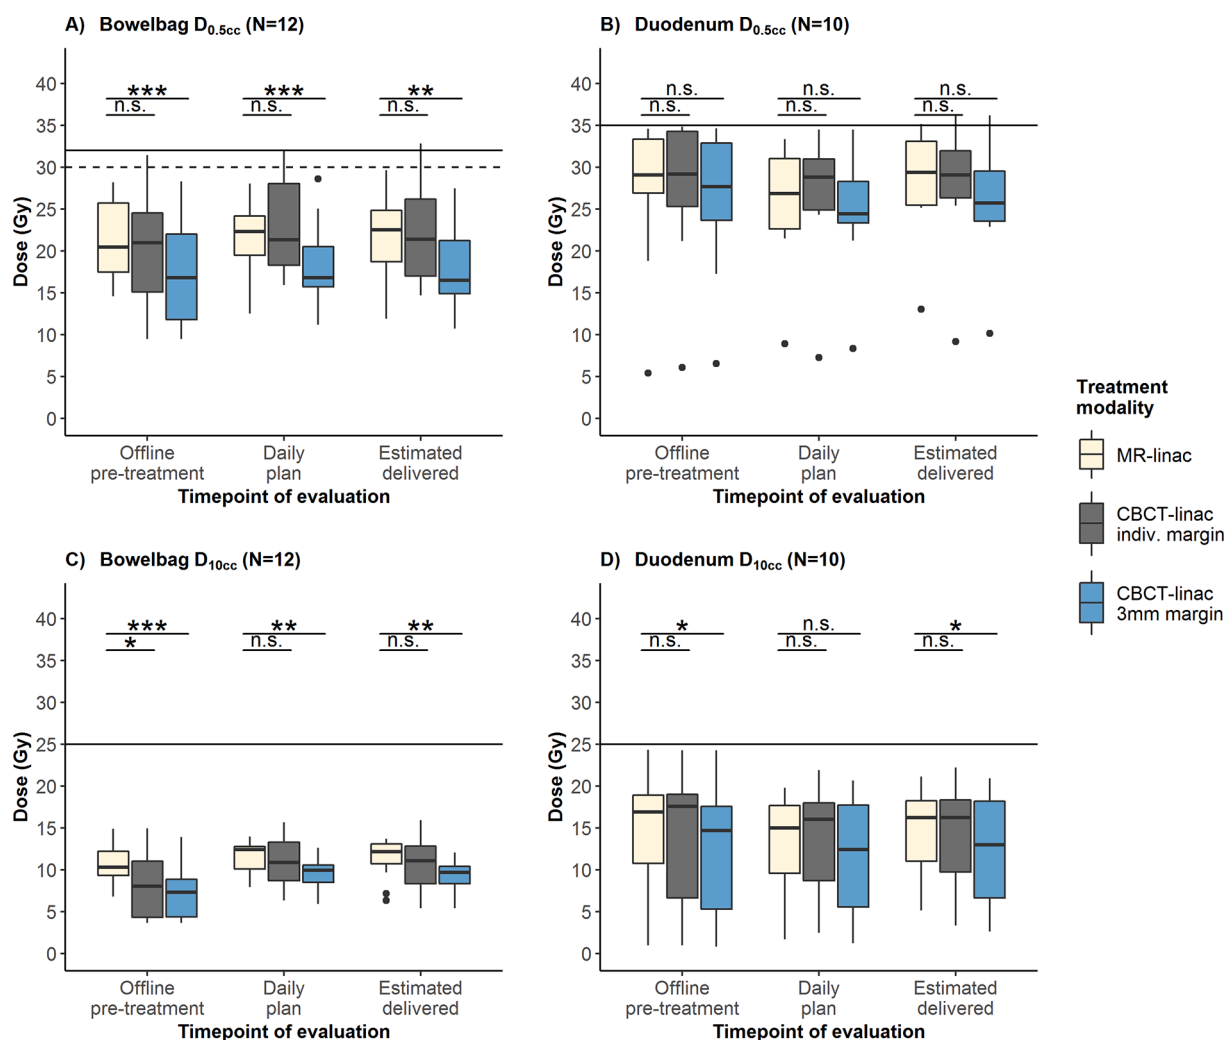 A) Bowelbag D0.5cc (N=12)
Dose (Gy)
40
35
30
25
20
15
10
5
0
***
n.s.
***
n.s.
**
n.s.
Offline
pre-treatment
Daily
plan
Estimated
delivered
Timepoint of evaluation
B) Duodenum D0.5cc (N=10)
Dose (Gy)
40
35
30
25
20
15
10
5
0
n.s.
n.s.
n.s.
n.s.
n.s.
n.s.
Offline
pre-treatment
Daily
plan
Estimated
delivered
Timepoint of evaluation
C) Bowelbag D10cc (N=12)
Dose (Gy)
40
35
30
25
20
15
10
5
0
***
*
**
n.s.
**
n.s.
Offline
pre-treatment
Daily
plan
Estimated
delivered
Timepoint of evaluation
D) Duodenum D10cc (N=10)
Dose (Gy)
40
35
30
25
20
15
10
5
0
*
n.s.
n.s.
n.s.
*
n.s.
Offline
pre-treatment
Daily
plan
Estimated
delivered
Timepoint of evaluation
Treatment
modality
MR-linac
CBCT-linac
indiv. margin
CBCT-linac
3mm margin